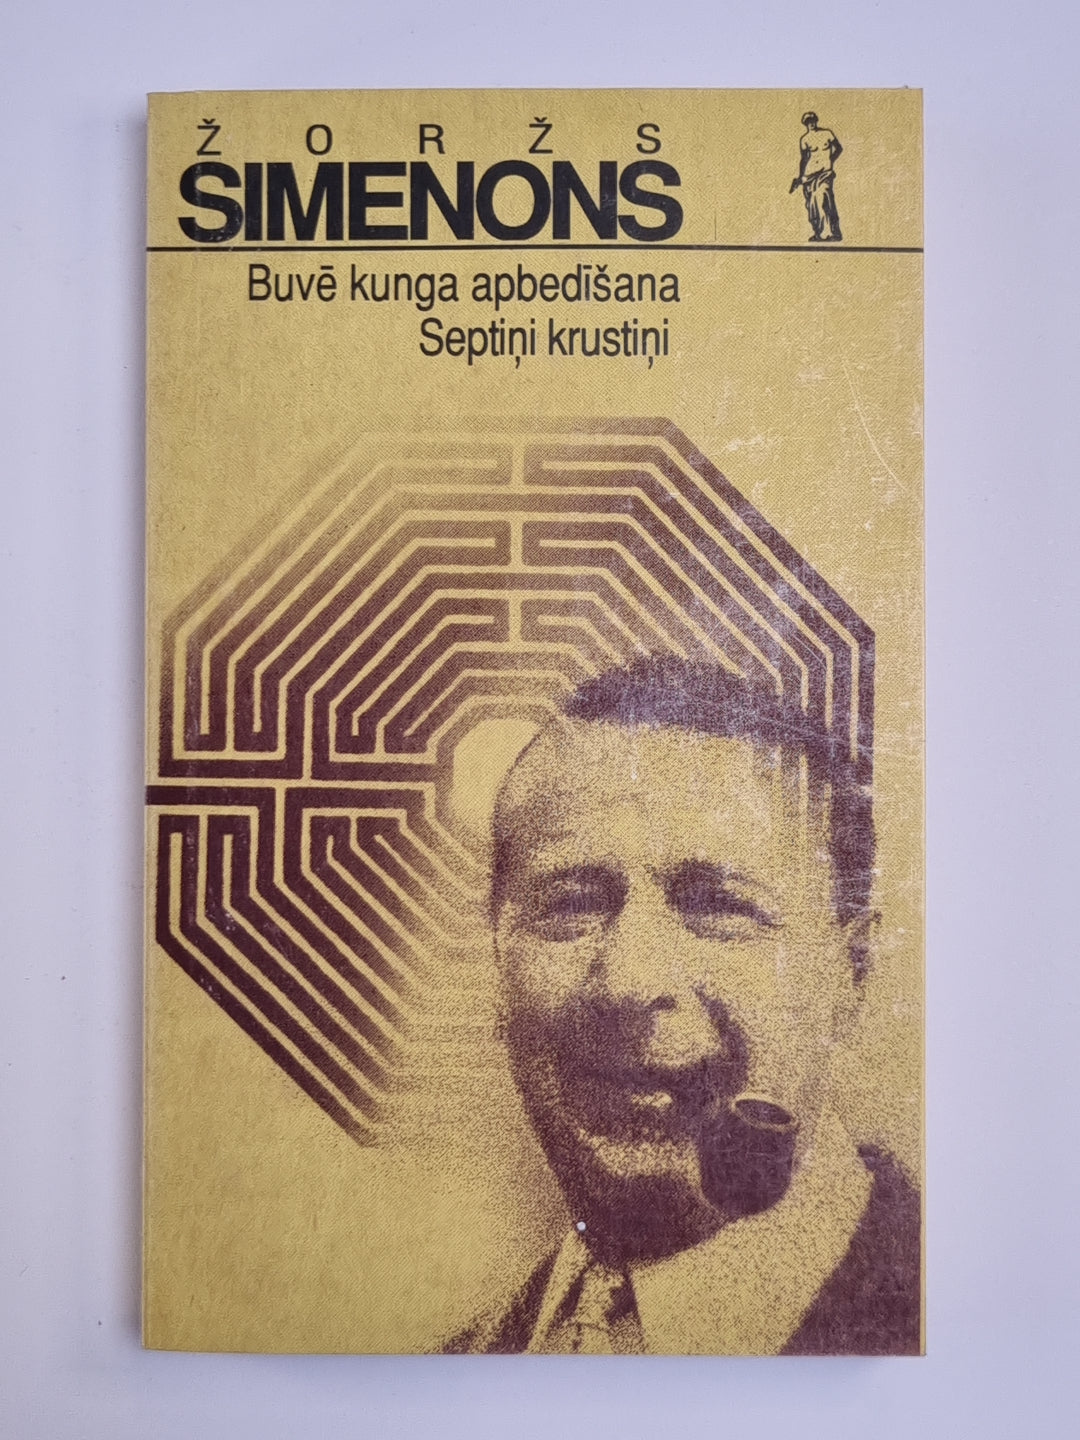 ŽORŽS
SIMENONS
Buvē kunga apbedīšana
Septiņi krustiņi